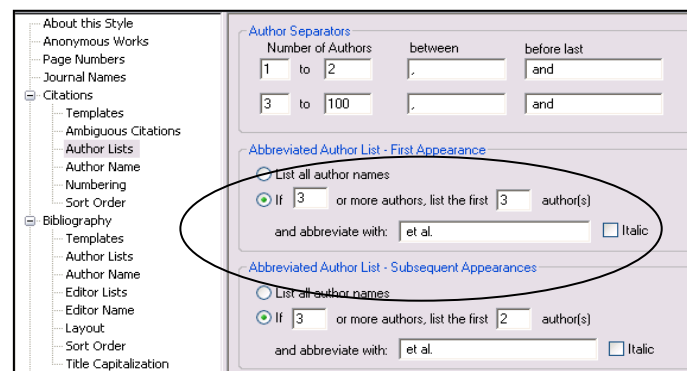 About this Style
Anonymous Works
Page Numbers
Journal Names
Citations
Templates
Ambiguous Citations
Author Lists
Author Name
Numbering
Sort Order
Bibliography
Templates
Author Lists
Author Name
Editor Lists
Editor Name
Layout
Sort Order
Title Capitalization
Author Separators
Number of Authors between before last
1 to 2 , and
3 to 100 , and
Abbreviated Author List - First Appearance
List all author names
If 3 or more authors, list the first 3 author(s)
and abbreviate with: et al. Italic
Abbreviated Author List - Subsequent Appearances
List all author names
If 3 or more authors, list the first 2 author(s)
and abbreviate with: et al. Italic